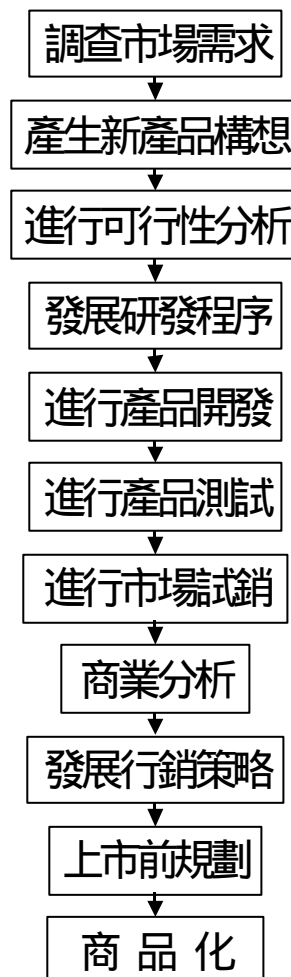 調查市場需求
產生新產品構想
進行可行性分析
發展研發程序
進行產品開發
進行產品測試
進行市場試銷
商業分析
發展行銷策略
上市前規劃
商 品 化